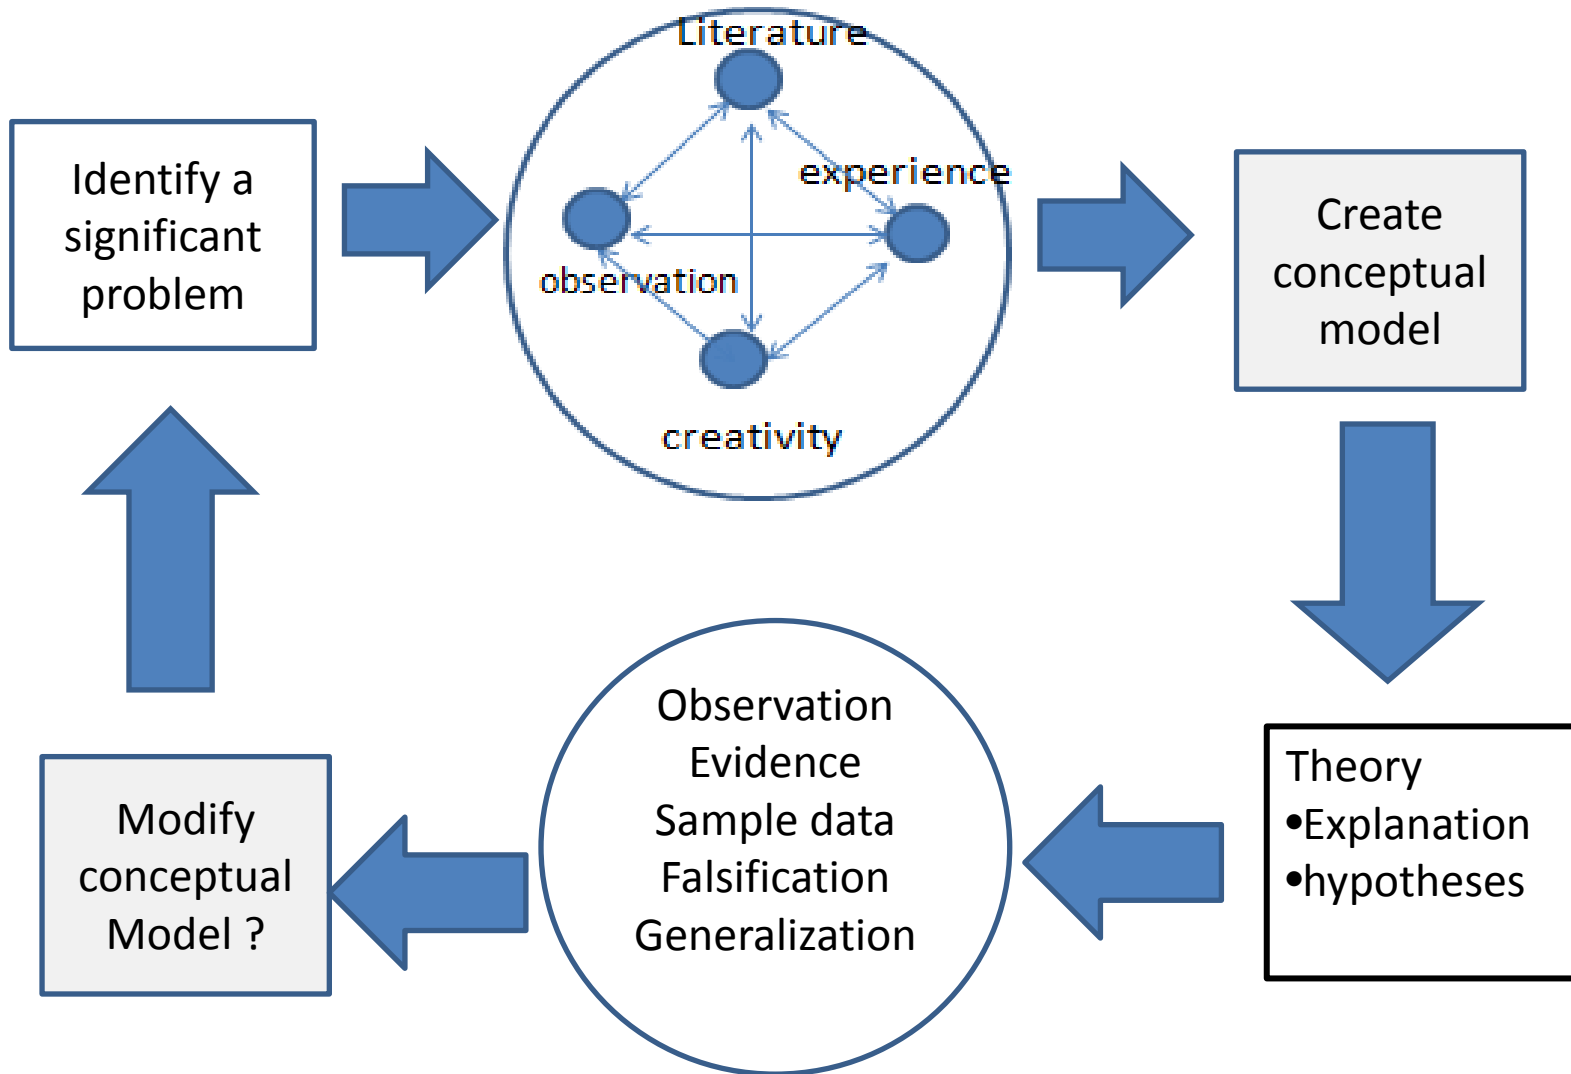 Identify a
significant
problem
Literature
experience
observation
creativity
Create
conceptual
model
Theory
•Explanation
•hypotheses
Observation
Evidence
Sample data
Falsification
Generalization
Modify
conceptual
Model ?